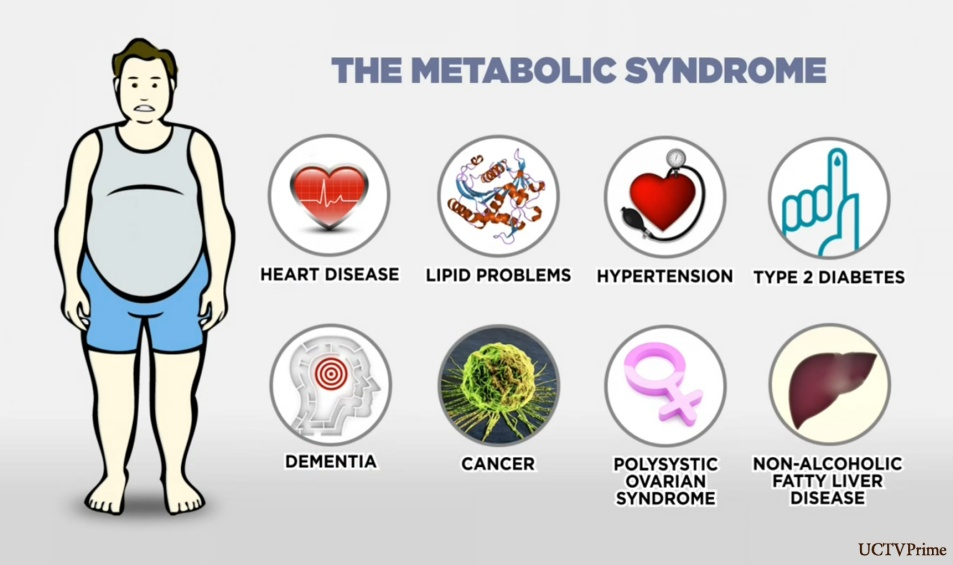 THE METABOLIC SYNDROME
HEART DISEASE
LIPID PROBLEMS
HYPERTENSION
TYPE 2 DIABETES
DEMENTIA
CANCER
POLYSYSTIC
OVARIAN
SYNDROME
NON-ALCOHOLIC
FATTY LIVER
DISEASE
UCTVPrime